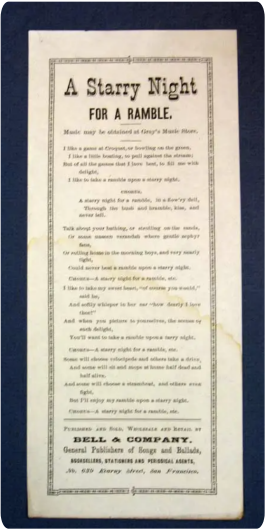 A Starry Night
FOR A RAMBLE.
Music may be obtained at Gray's Music Store.
I like a game at Croquet, or bowling on the green,
I like a little boating, to pull against the stream;
But of all the games that I love best, to fill me with
delight,
I like to take a ramble upon a starry night.
CHORUS.
A starry night for a ramble, in a flow'ry dell,
Through the bush and bramble, kiss, and
never tell.
Talk about your bathing, or strolling on the sands,
Or some unseen verandah where gentle zephyr
fans,
Or rolling home in the morning boys, and very nearly
tight,
Could never beat a ramble upon a starry night.
CHORUS—A starry night for a ramble, etc.
I like to take my sweet heart, "of course you would,"
said he,
And softly whisper in her ear "how dearly I love
thee!"
And when you picture to yourselves, the scenes of
such delight,
You'll want to take a ramble upon a starry night.
CHORUS—A starry night for a ramble, etc.
Some will choose velocipede and others take a drive,
And some will sit and mope at home half dead and
half alive.
And some will choose a steamboat, and others even
fight,
But I'll enjoy my ramble upon a starry night.
CHORUS—A starry night for a ramble, etc.
PUBLISHED AND SOLD, WHOLESALE AND RETAIL BY
BELL & COMPANY,
General Publishers of Songs and Ballads,
BOOKSELLERS, STATIONERS AND PERIODICAL AGENTS,
No. 639 Kearny Street, San Francisco.